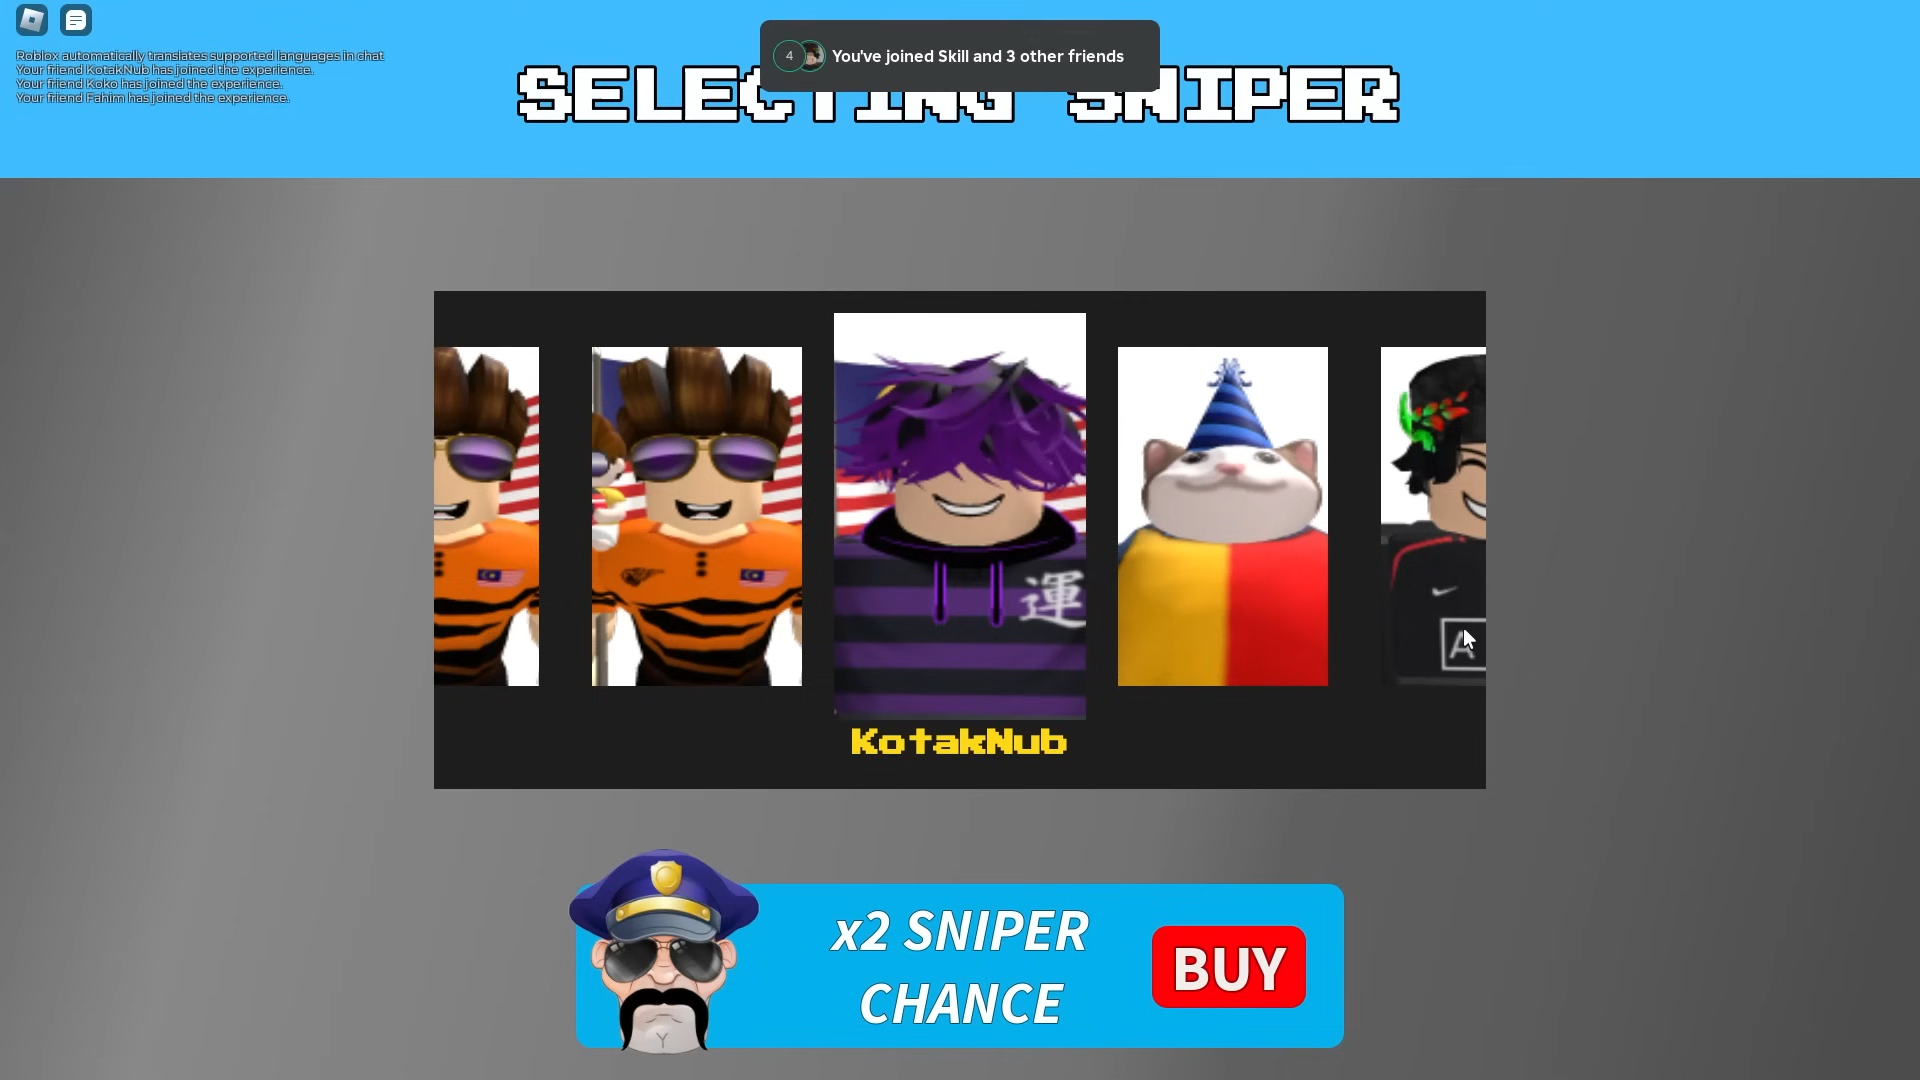 Roblox automatically translates supported languages in chat
Your friend KotakNub has joined the experience.
Your friend Koko has joined the experience.
Your friend Fahim has joined the experience.
4
You've joined Skill and 3 other friends
SELECTING SNIPER
運
A
KotakNub
x2 SNIPER
CHANCE
BUY